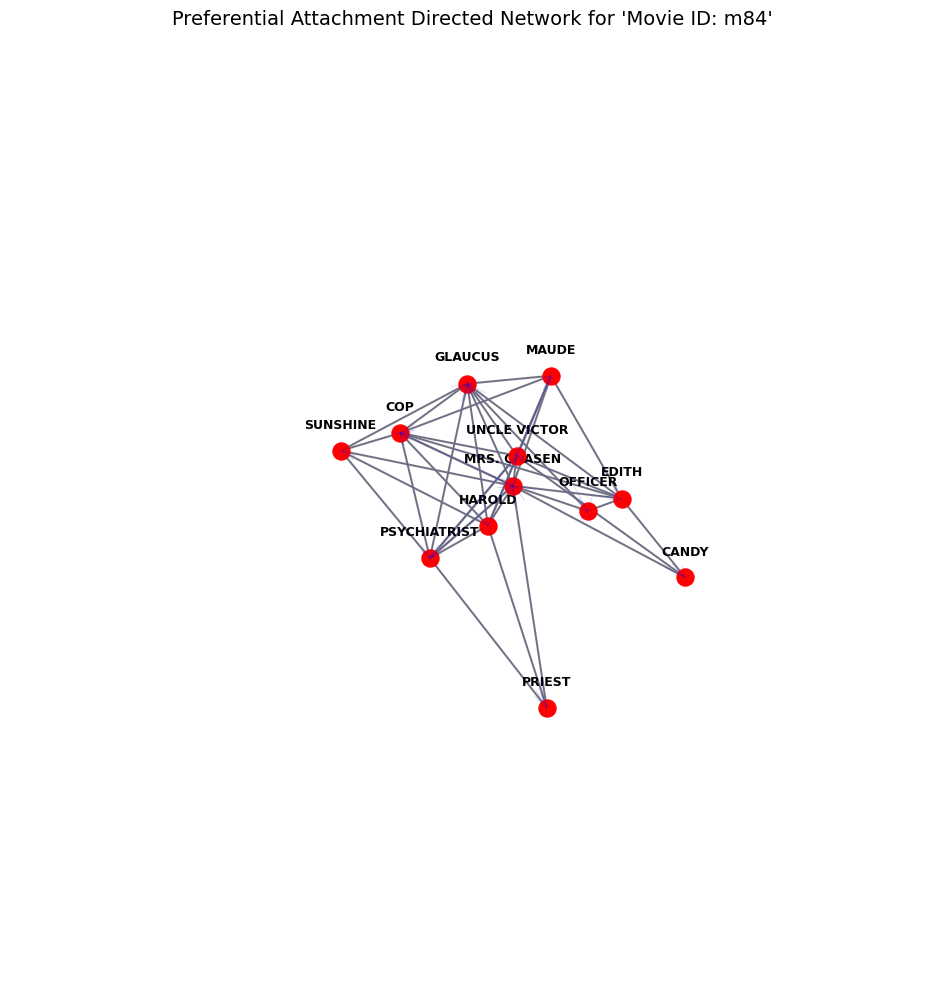 Preferential Attachment Directed Network for 'Movie ID: m84'
MAUDE
GLAUCUS
COP
SUNSHINE
UNCLE VICTOR
MRS. CHASEN
EDITH
OFFICER
HAROLD
PSYCHIATRIST
CANDY
PRIEST